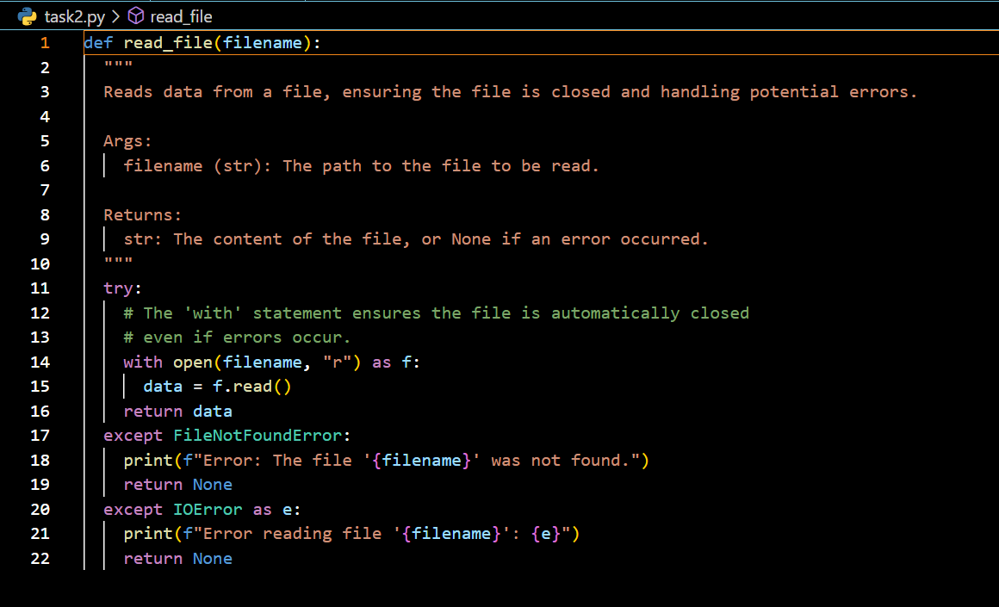 task2.py > read_file
1 def read_file(filename):
2 """
3 Reads data from a file, ensuring the file is closed and handling potential errors.
4
5 Args:
6 filename (str): The path to the file to be read.
7
8 Returns:
9 str: The content of the file, or None if an error occurred.
10 """
11 try:
12 # The 'with' statement ensures the file is automatically closed
13 # even if errors occur.
14 with open(filename, "r") as f:
15 data = f.read()
16 return data
17 except FileNotFoundError:
18 print(f"Error: The file '{filename}' was not found.")
19 return None
20 except IOError as e:
21 print(f"Error reading file '{filename}': {e}")
22 return None